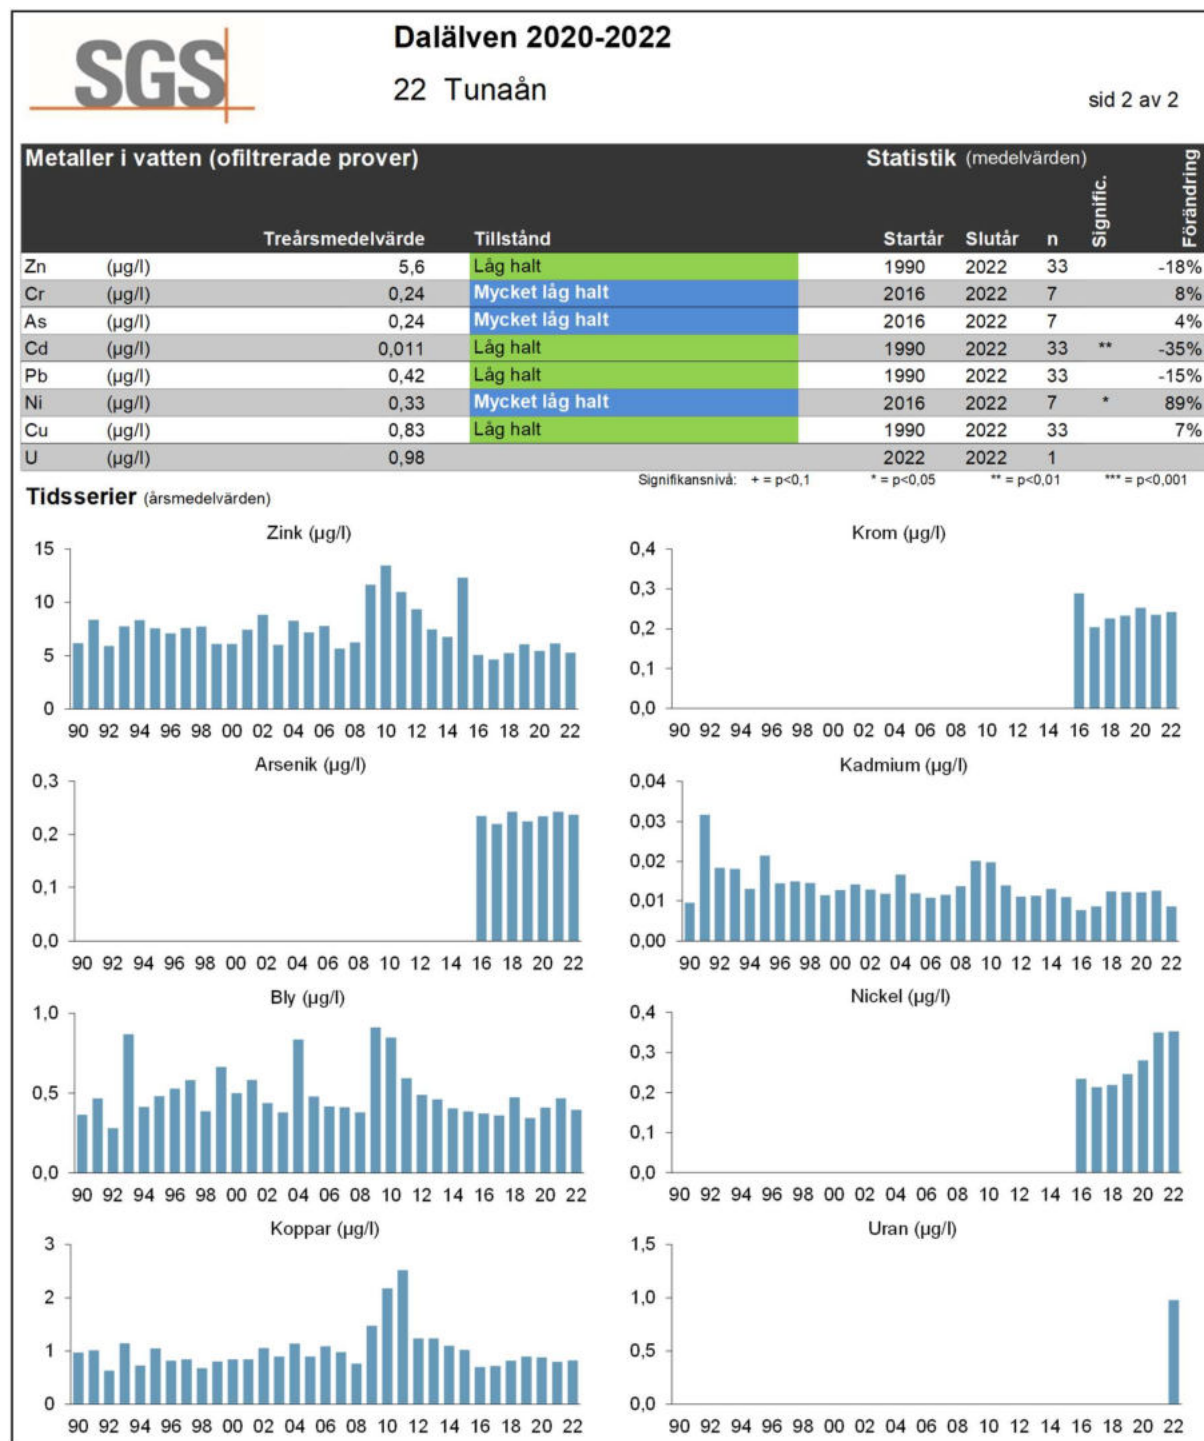 SGS
Dalälven 2020-2022
22 Tunaån
sid 2 av 2
Metaller i vatten (ofiltrerade prover) Statistik (medelvärden)
Treårsmedelvärde Tillstånd Startår Slutår n Signific. Förändring
Zn (µg/l) 5,6 Låg halt 1990 2022 33 -18%
Cr (µg/l) 0,24 Mycket låg halt 2016 2022 7 8%
As (µg/l) 0,24 Mycket låg halt 2016 2022 7 4%
Cd (µg/l) 0,011 Låg halt 1990 2022 33 ** -35%
Pb (µg/l) 0,42 Låg halt 1990 2022 33 -15%
Ni (µg/l) 0,33 Mycket låg halt 2016 2022 7 * 89%
Cu (µg/l) 0,83 Låg halt 1990 2022 33 7%
U (µg/l) 0,98 2022 2022 1
Signifikansnivå: + = p<0,1 * = p<0,05 ** = p<0,01 *** = p<0,001
Tidsserier (årsmedelvärden)
Zink (µg/l)
15
10
5
0
90 92 94 96 98 00 02 04 06 08 10 12 14 16 18 20 22
Krom (µg/l)
0,4
0,3
0,2
0,1
0,0
90 92 94 96 98 00 02 04 06 08 10 12 14 16 18 20 22
Arsenik (µg/l)
0,3
0,2
0,1
0,0
90 92 94 96 98 00 02 04 06 08 10 12 14 16 18 20 22
Kadmium (µg/l)
0,04
0,03
0,02
0,01
0,00
90 92 94 96 98 00 02 04 06 08 10 12 14 16 18 20 22
Bly (µg/l)
1,0
0,5
0,0
90 92 94 96 98 00 02 04 06 08 10 12 14 16 18 20 22
Nickel (µg/l)
0,4
0,3
0,2
0,1
0,0
90 92 94 96 98 00 02 04 06 08 10 12 14 16 18 20 22
Koppar (µg/l)
3
2
1
0
90 92 94 96 98 00 02 04 06 08 10 12 14 16 18 20 22
Uran (µg/l)
1,5
1,0
0,5
0,0
90 92 94 96 98 00 02 04 06 08 10 12 14 16 18 20 22